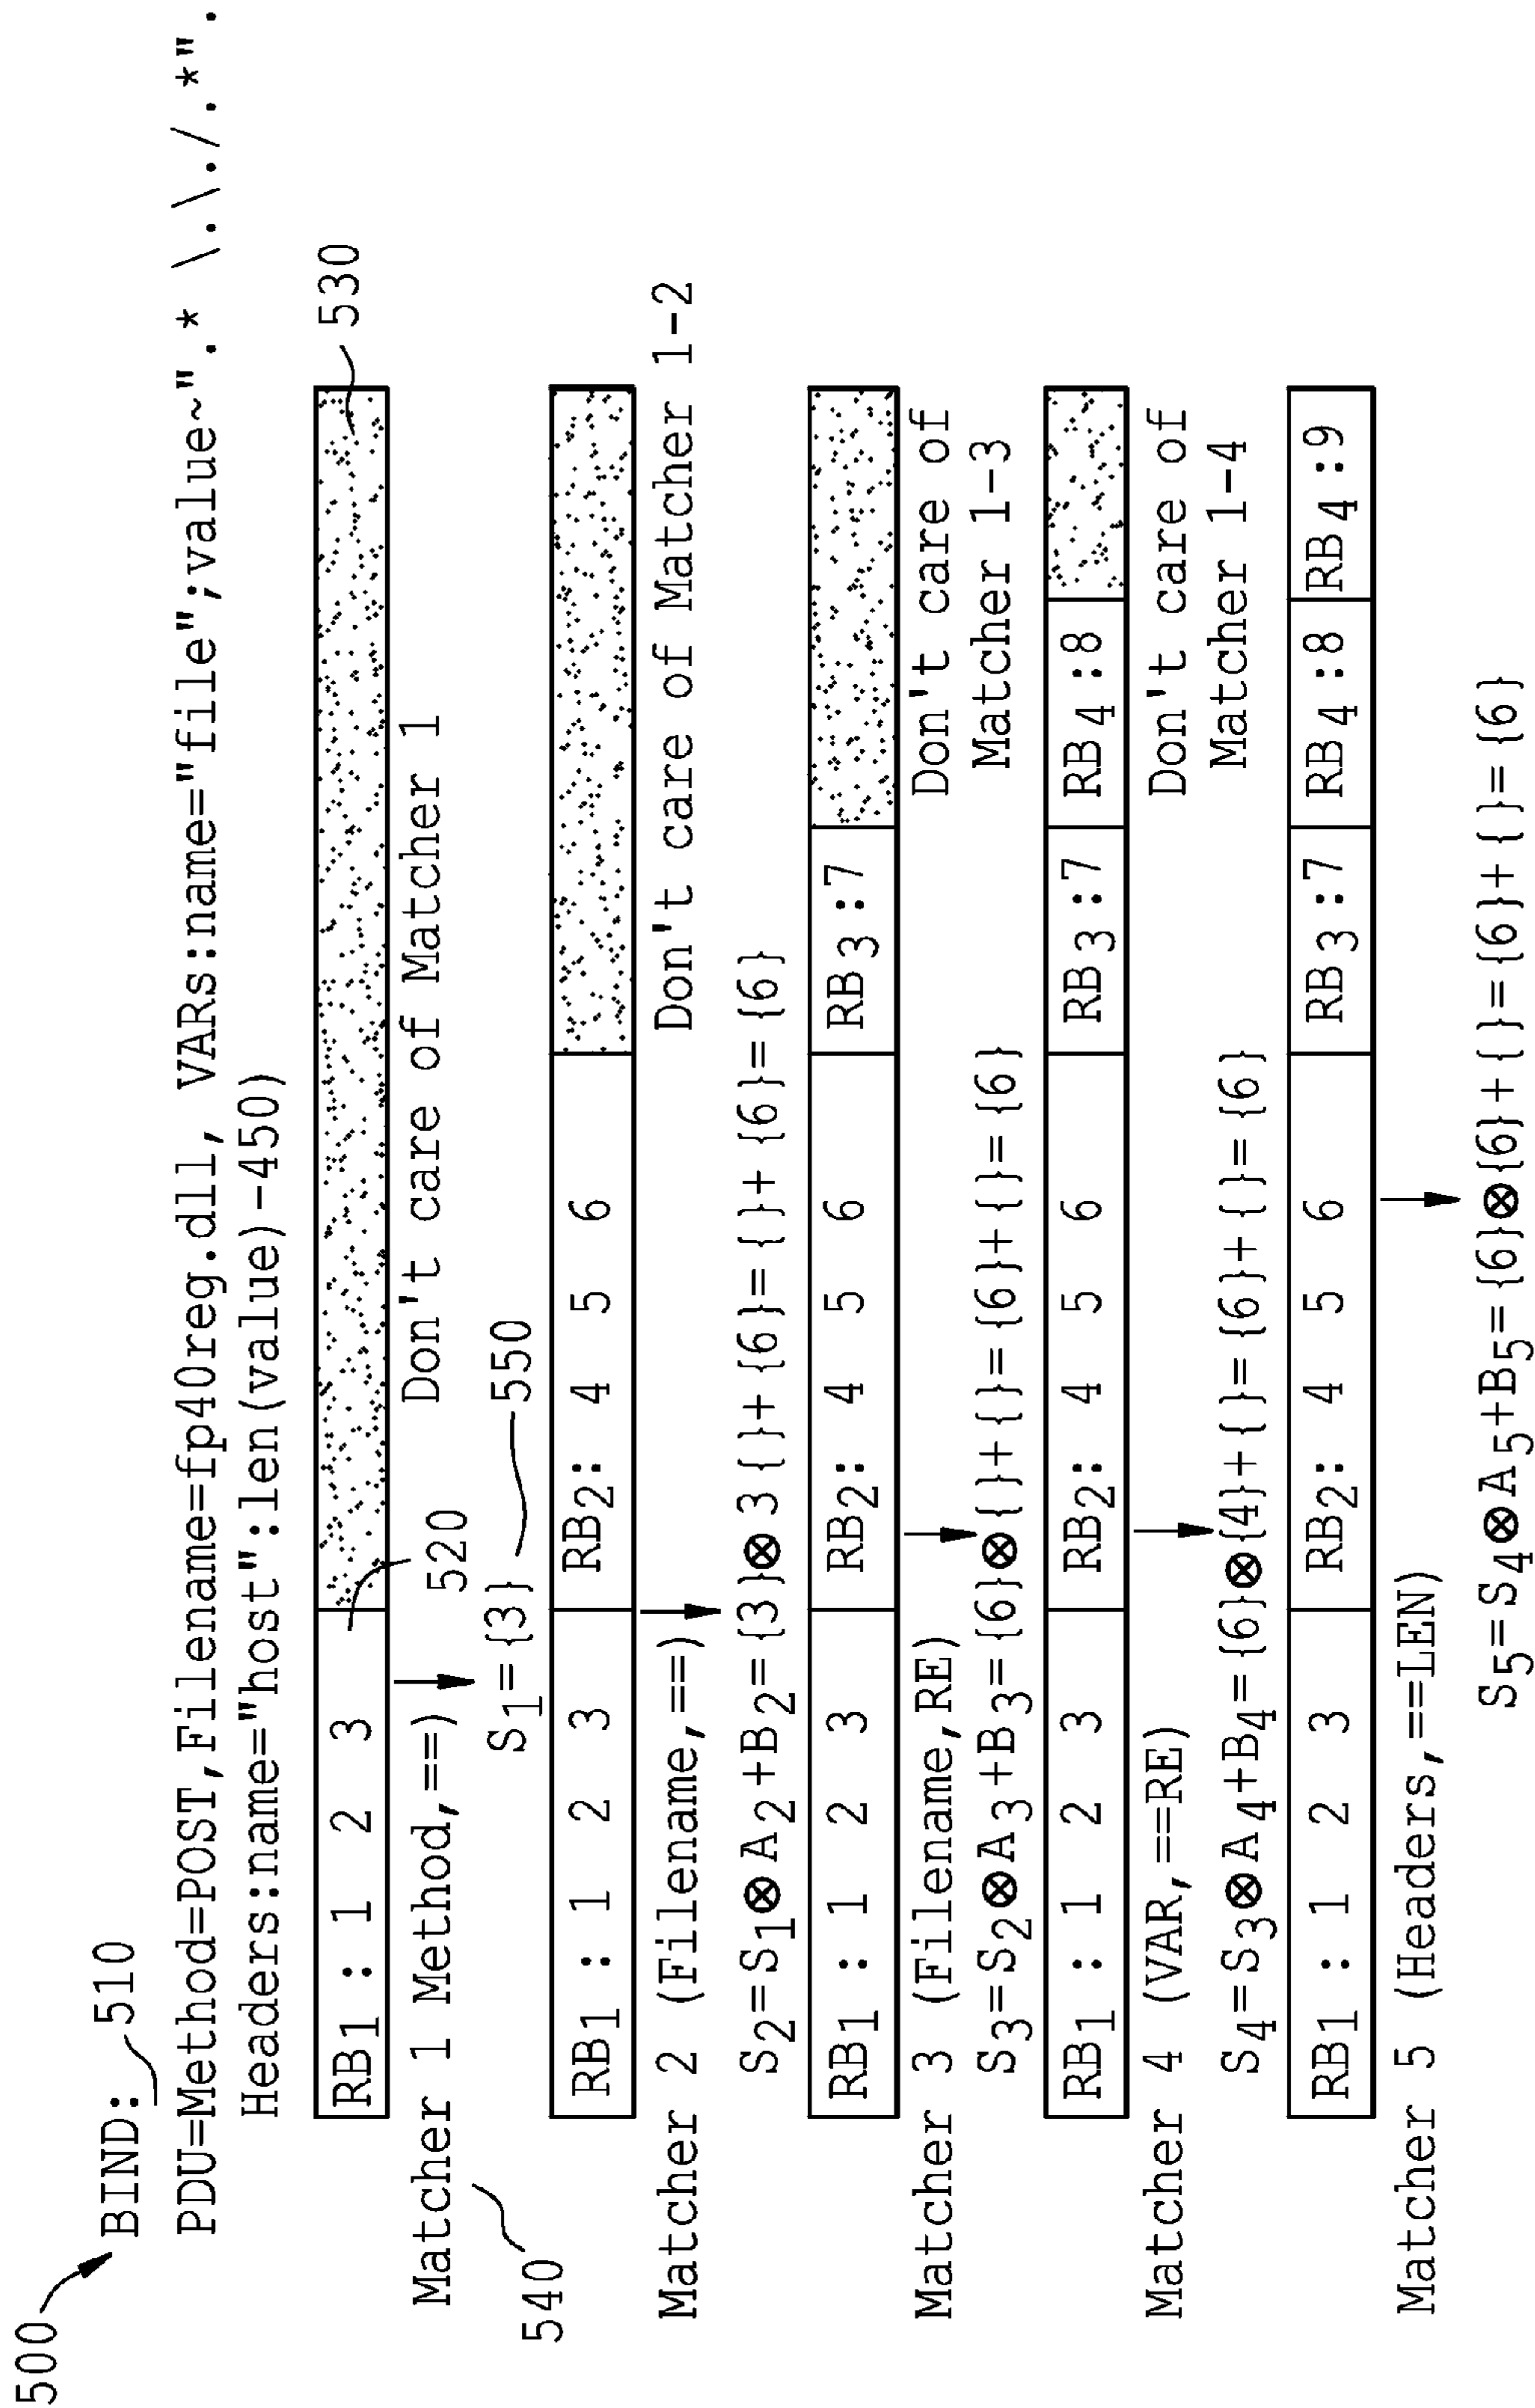 500
BIND: 510
PDU=Method=POST,Filename=fp40reg.dll, VARs:name="file";value~".* \.\./.*".
Headers:name="host":len(value)-450)
RB1: 1 2 3
530
Matcher 1 Method,==)
Don't care of Matcher 1
540
520
S1={3}
550
RB1: 1 2 3 RB2: 4 5 6
Matcher 2 (Filename,==)
Don't care of Matcher 1-2
S2=S1⊗A2+B2={3}⊗3{}+{6}={}+{6}={6}
RB1: 1 2 3 RB2: 4 5 6 RB3:7
Matcher 3 (Filename,RE)
Don't care of
Matcher 1-3
S3=S2⊗A3+B3={6}⊗{}+{}={6}+{}={6}
RB1: 1 2 3 RB2: 4 5 6 RB3:7 RB4:8
Matcher 4 (VAR,==RE)
Don't care of
Matcher 1-4
S4=S3⊗A4+B4={6}⊗{4}+{}={6}+{}={6}
RB1: 1 2 3 RB2: 4 5 6 RB3:7 RB4:8 RB4:9
Matcher 5 (Headers,==LEN)
S5=S4⊗A5+B5={6}⊗{6}+{}={6}+{}={6}